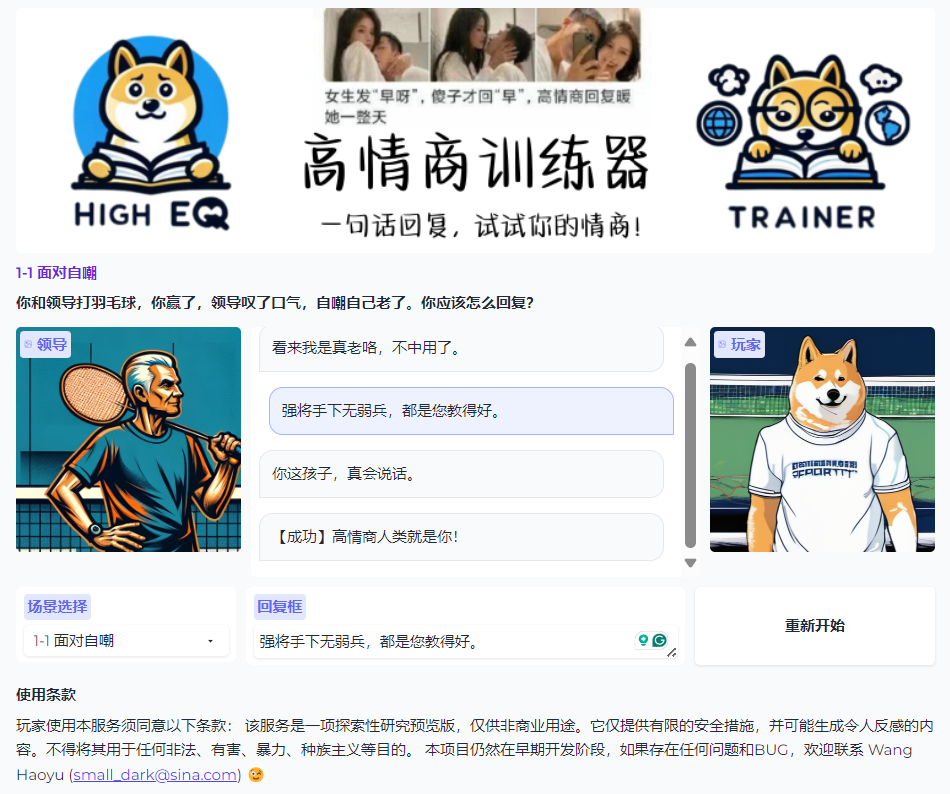 女生发“早呀”，傻子才回“早”，高情商回复暖
她一整天
高情商训练器
一句话回复，试试你的情商!
HIGH EQ
TRAINER
1-1 面对自嘲
你和领导打羽毛球，你赢了，领导叹了口气，自嘲自己老了。你应该怎么回复?
领导
看来我是真老咯，不中用了。
强将手下无弱兵，都是您教得好。
你这孩子，真会说话。
【成功】高情商人类就是你!
玩家
场景选择
1-1 面对自嘲
回复框
强将手下无弱兵，都是您教得好。
重新开始
使用条款
玩家使用本服务须同意以下条款： 该服务是一项探索性研究预览版，仅供非商业用途。它仅提供有限的安全措施，并可能生成令人反感的内
容。不得将其用于任何非法、有害、暴力、种族主义等目的。 本项目仍然在早期开发阶段，如果存在任何问题和BUG，欢迎联系 Wang
Haoyu (small_dark@sina.com) 😉